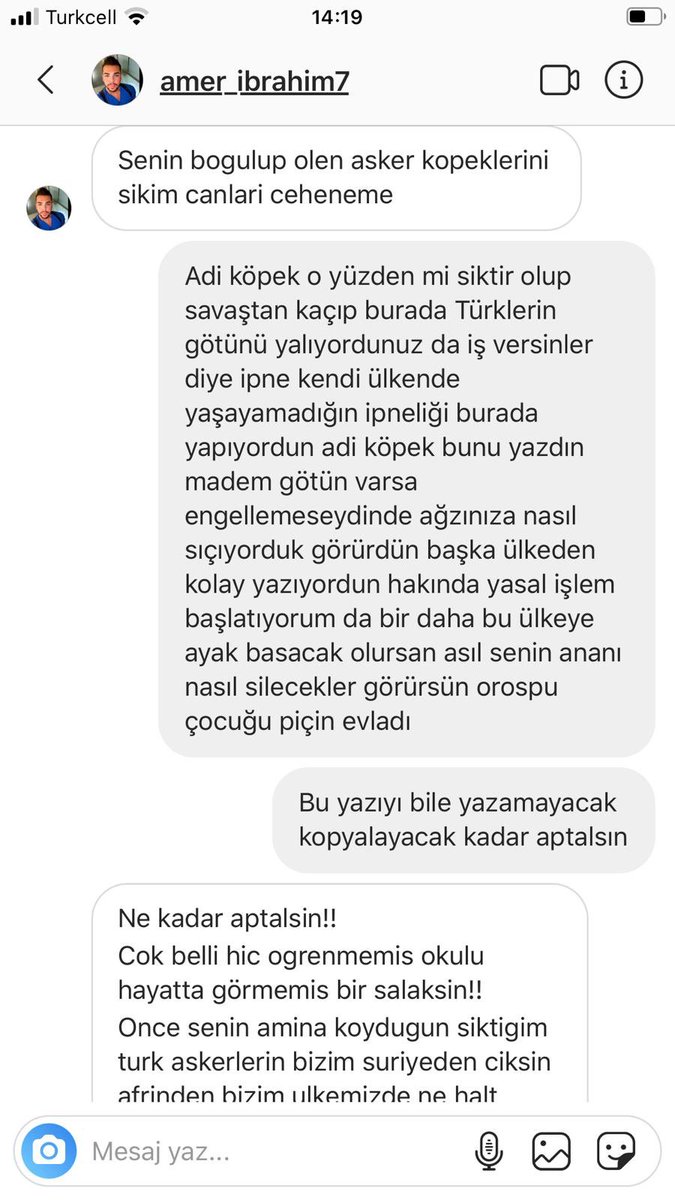 Turkcell 14:19
amer_ibrahim7
Senin bogulup olen asker kopeklerini
sikim canlari ceheneme
Adi köpek o yüzden mi siktir olup
savaştan kaçıp burada Türklerin
götünü yalıyordunuz da iş versinler
diye ipne kendi ülkende
yaşayamadığın ipneliği burada
yapıyordun adi köpek bunu yazdın
madem götün varsa
engellemeseydinde ağzınıza nasıl
sıçıyorduk görürdün başka ülkeden
kolay yazıyordun hakında yasal işlem
başlatıyorum da bir daha bu ülkeye
ayak basacak olursan asıl senin ananı
nasıl silecekler görürsün orospu
çocuğu piçin evladı
Bu yazıyı bile yazamayacak
kopyalayacak kadar aptalsın
Ne kadar aptalsin!!
Cok belli hic ogrenmemis okulu
hayatta görmemis bir salaksin!!
Once senin amina koydugun siktigim
turk askerlerin bizim suriyeden ciksin
afrinden bizim ulkemizde ne halt
Mesaj yaz...